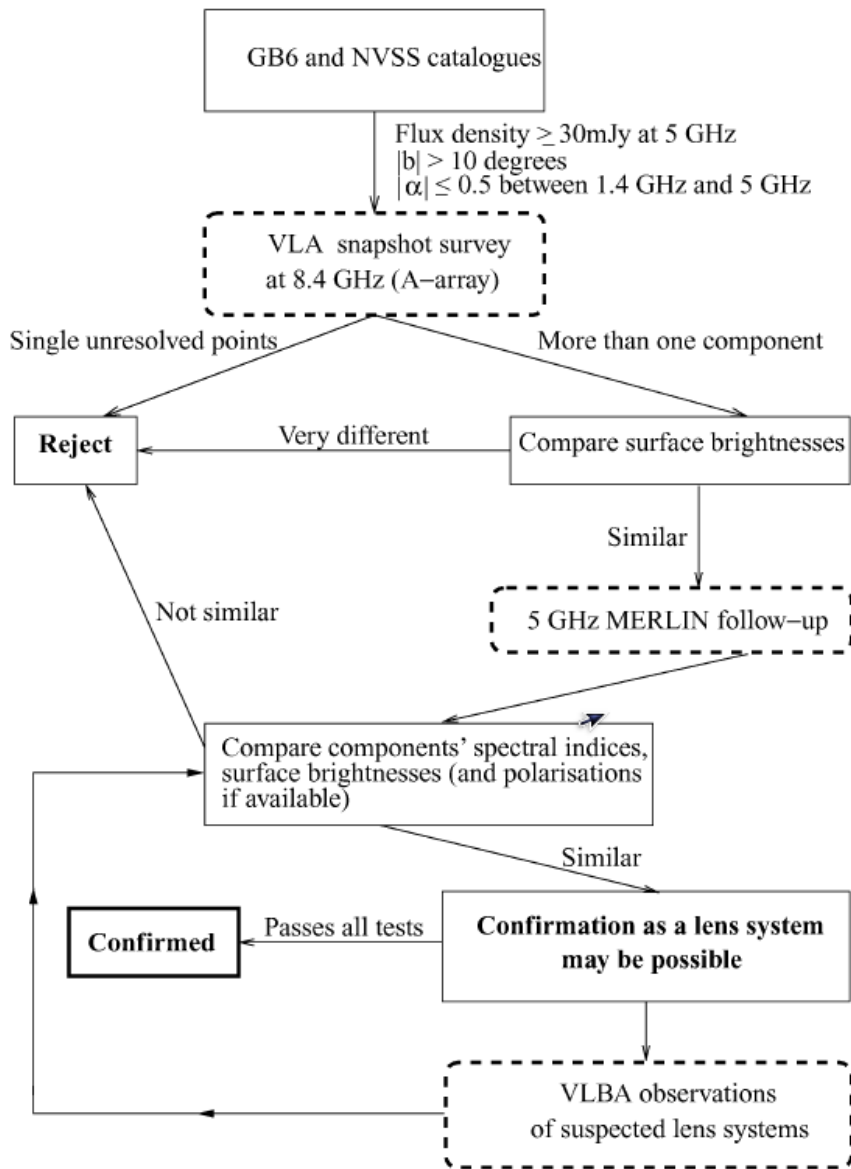 GB6 and NVSS catalogues
Flux density ≥ 30mJy at 5 GHz
|b| > 10 degrees
|α| ≤ 0.5 between 1.4 GHz and 5 GHz
VLA snapshot survey
at 8.4 GHz (A−array)
Single unresolved points
More than one component
Reject
Very different
Compare surface brightnesses
Similar
Not similar
5 GHz MERLIN follow−up
Compare components' spectral indices,
surface brightnesses (and polarisations
if available)
Similar
Confirmed
Passes all tests
Confirmation as a lens system
may be possible
VLBA observations
of suspected lens systems